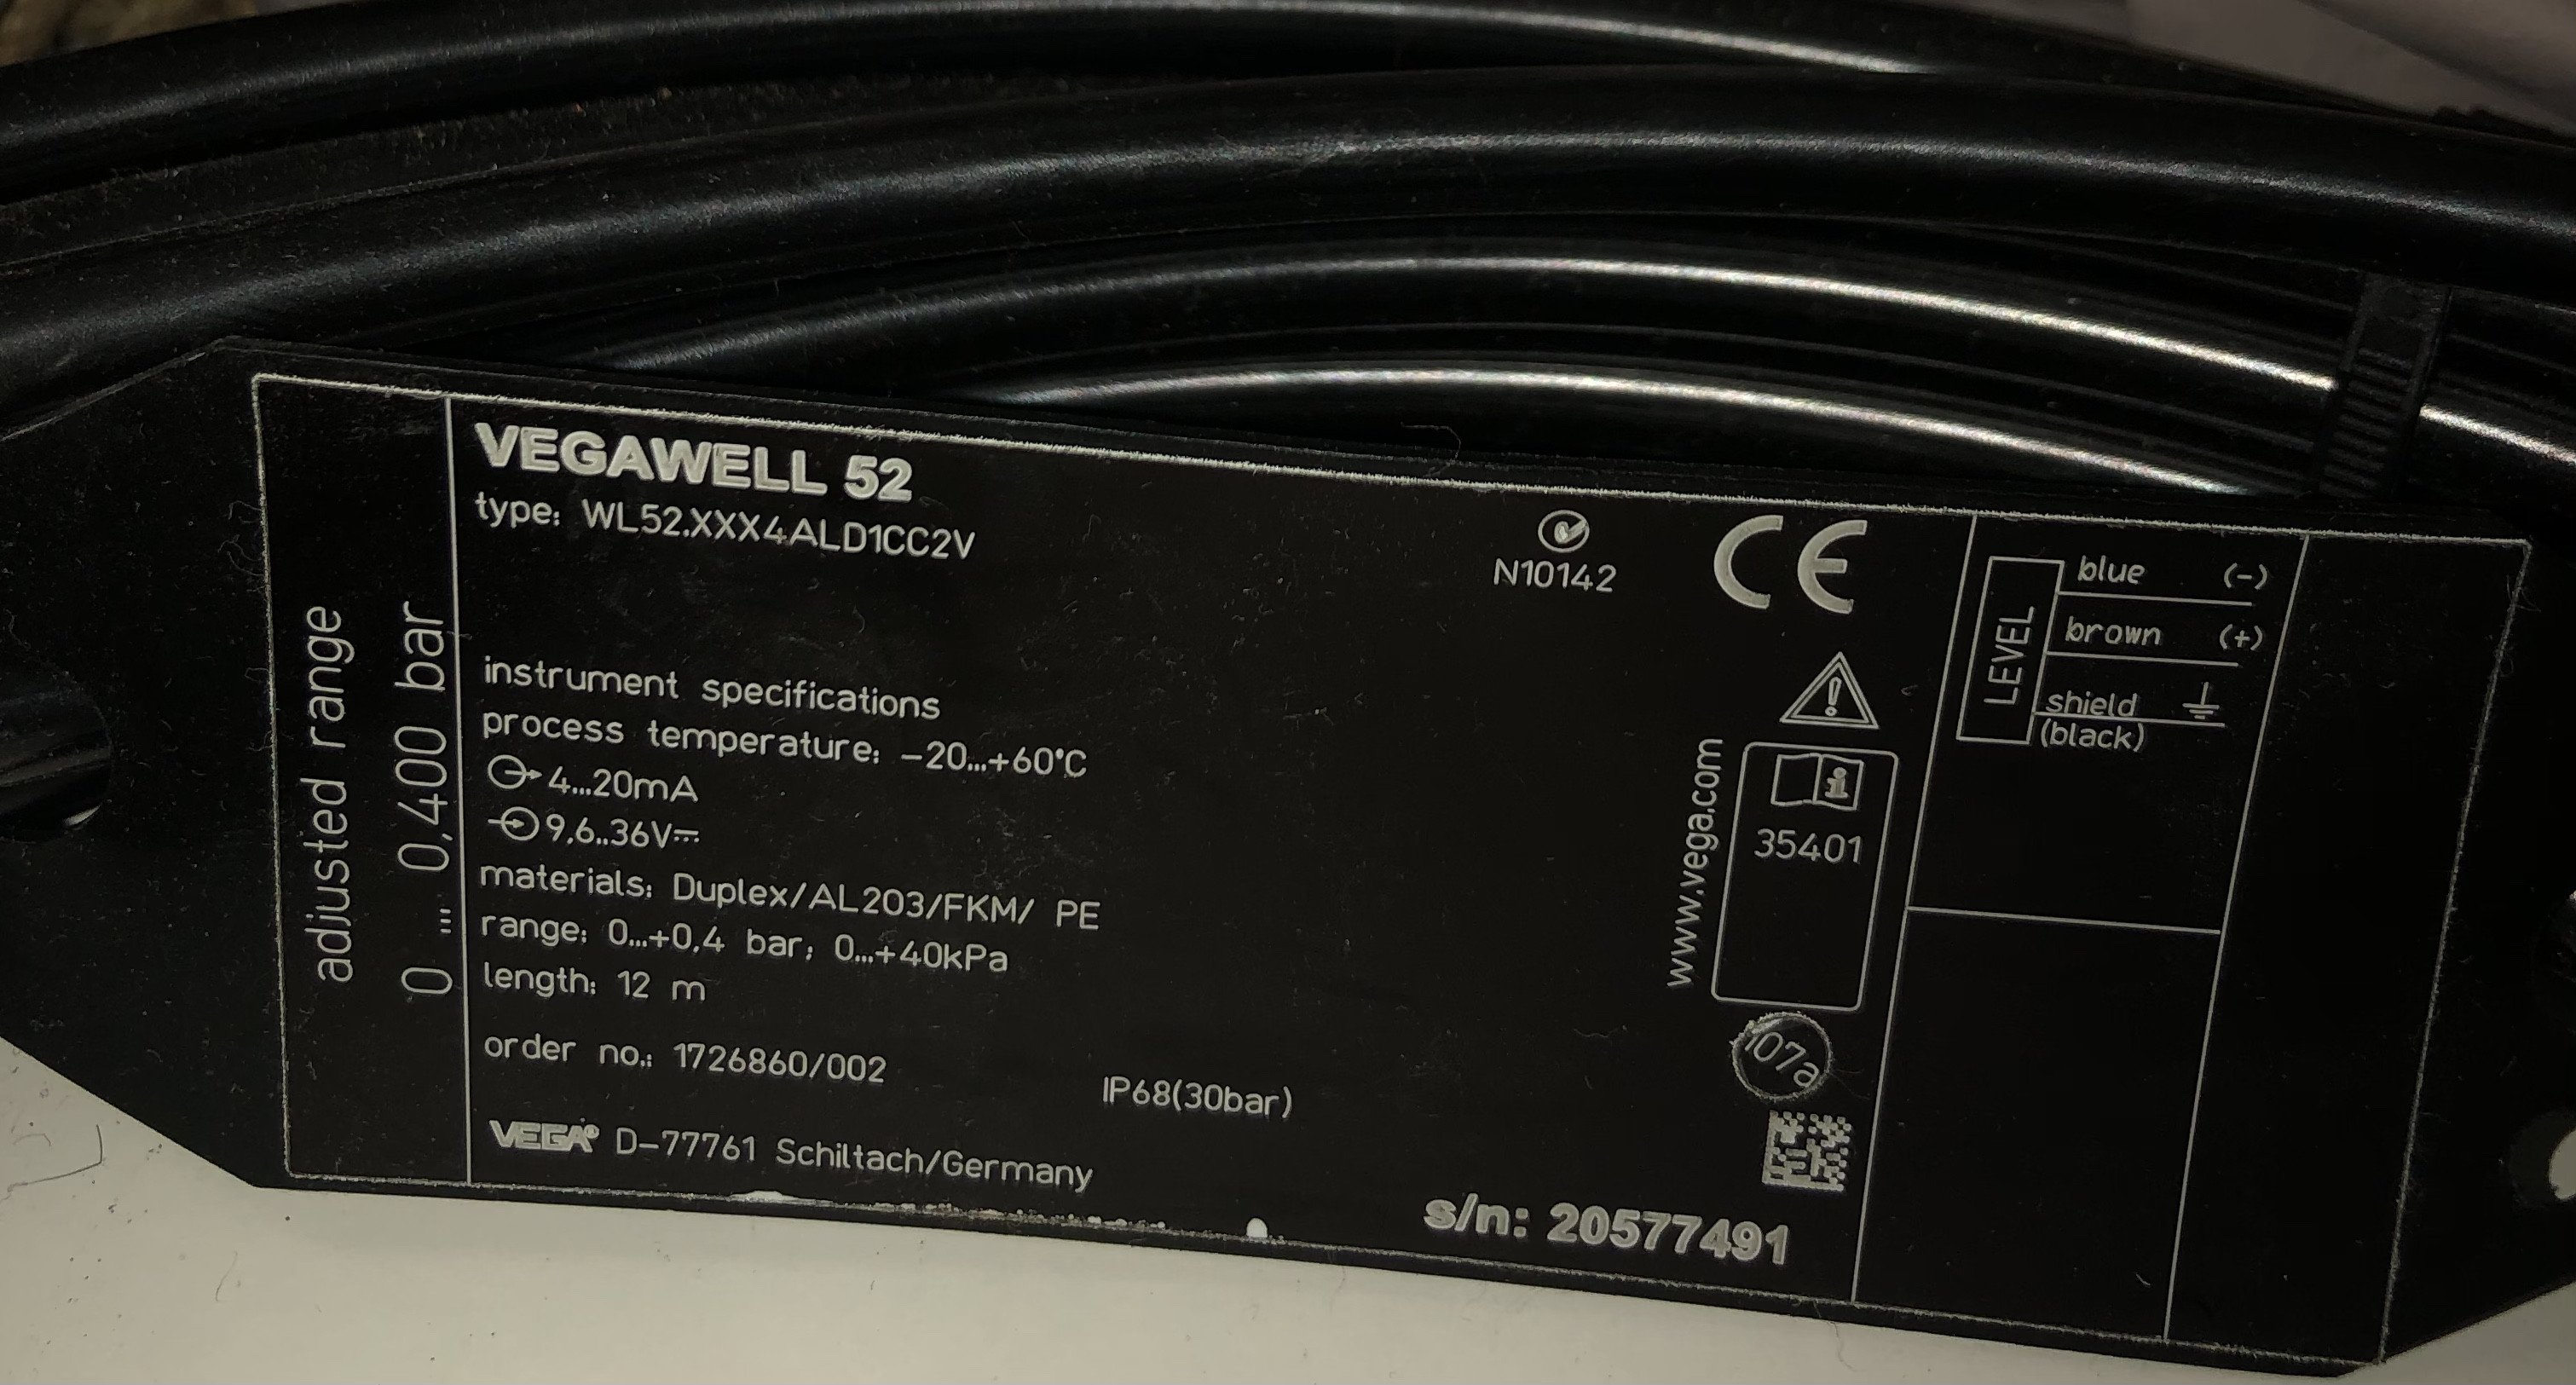 adjusted range
0 ... 0,400 bar
VEGAWELL 52
type: WL52.XXX4ALD1CC2V
N10142
CE
instrument specifications
process temperature: -20...+60°C
4...20mA
9,6..36V
materials: Duplex/AL203/FKM/ PE
range: 0...+0,4 bar; 0...+40kPa
length: 12 m
order no.: 1726860/002
IP68(30bar)
VEGA® D-77761 Schiltach/Germany
www.vega.com
i
35401
107a
s/n: 20577491
LEVEL
blue (-)
brown (+)
shield
(black)